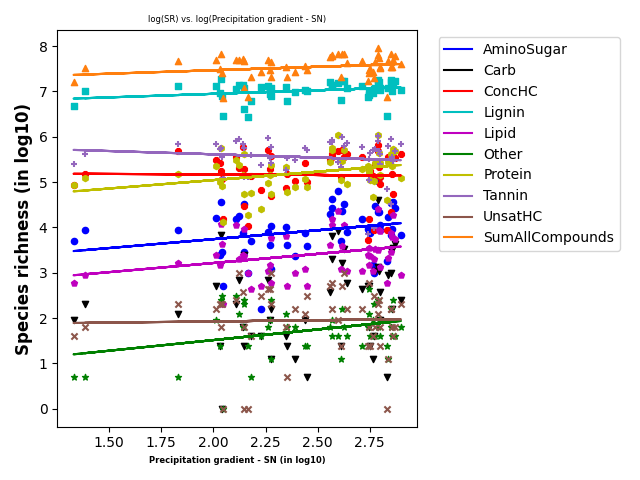 log(SR) vs. log(Precipitation gradient - SN)
Species richness (in log10)
8
7
6
5
4
3
2
1
0
1.50 1.75 2.00 2.25 2.50 2.75
Precipitation gradient - SN (in log10)
AminoSugar
Carb
ConcHC
Lignin
Lipid
Other
Protein
Tannin
UnsatHC
SumAllCompounds